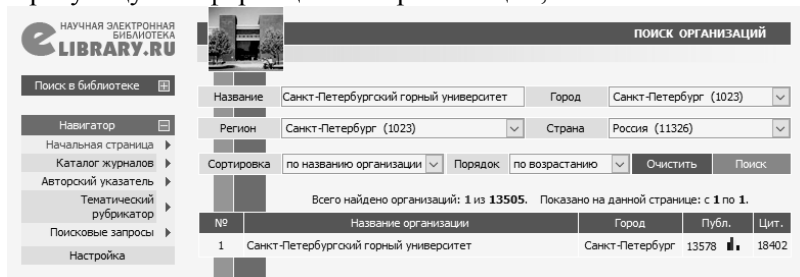 НАУЧНАЯ ЭЛЕКТРОННАЯ
БИБЛИОТЕКА
eLIBRARY.RU
ПОИСК ОРГАНИЗАЦИЙ
Поиск в библиотеке
Навигатор
Начальная страница
Каталог журналов
Авторский указатель
Тематический
рубрикатор
Поисковые запросы
Настройка
Название Санкт-Петербургский горный университет Город Санкт-Петербург (1023)
Регион Санкт-Петербург (1023) Страна Россия (11326)
Сортировка по названию организации Порядок по возрастанию Очистить Поиск
Всего найдено организаций: 1 из 13505. Показано на данной странице: с 1 по 1.
№ Название организации Город Публ. Цит.
1 Санкт-Петербургский горный университет Санкт-Петербург 13578 18402